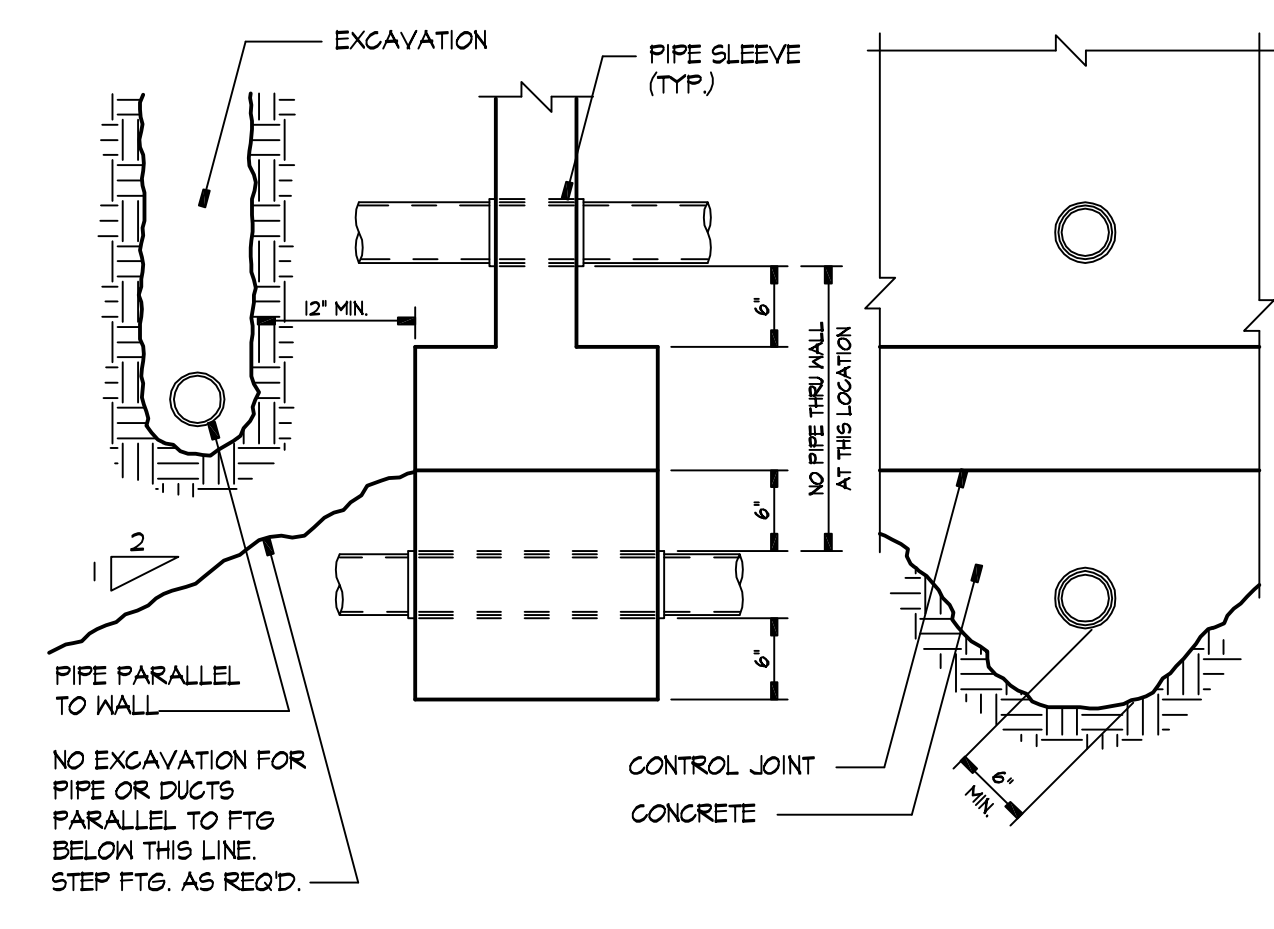 EXCAVATION
PIPE SLEEVE
(TYP.)
12" MIN.
6"
NO PIPE THRU WALL
AT THIS LOCATION
6"
2
1
6"
PIPE PARALLEL
TO WALL
NO EXCAVATION FOR
PIPE OR DUCTS
PARALLEL TO FTG
BELOW THIS LINE.
STEP FTG. AS REQ'D.
CONTROL JOINT
CONCRETE
6"
MIN.